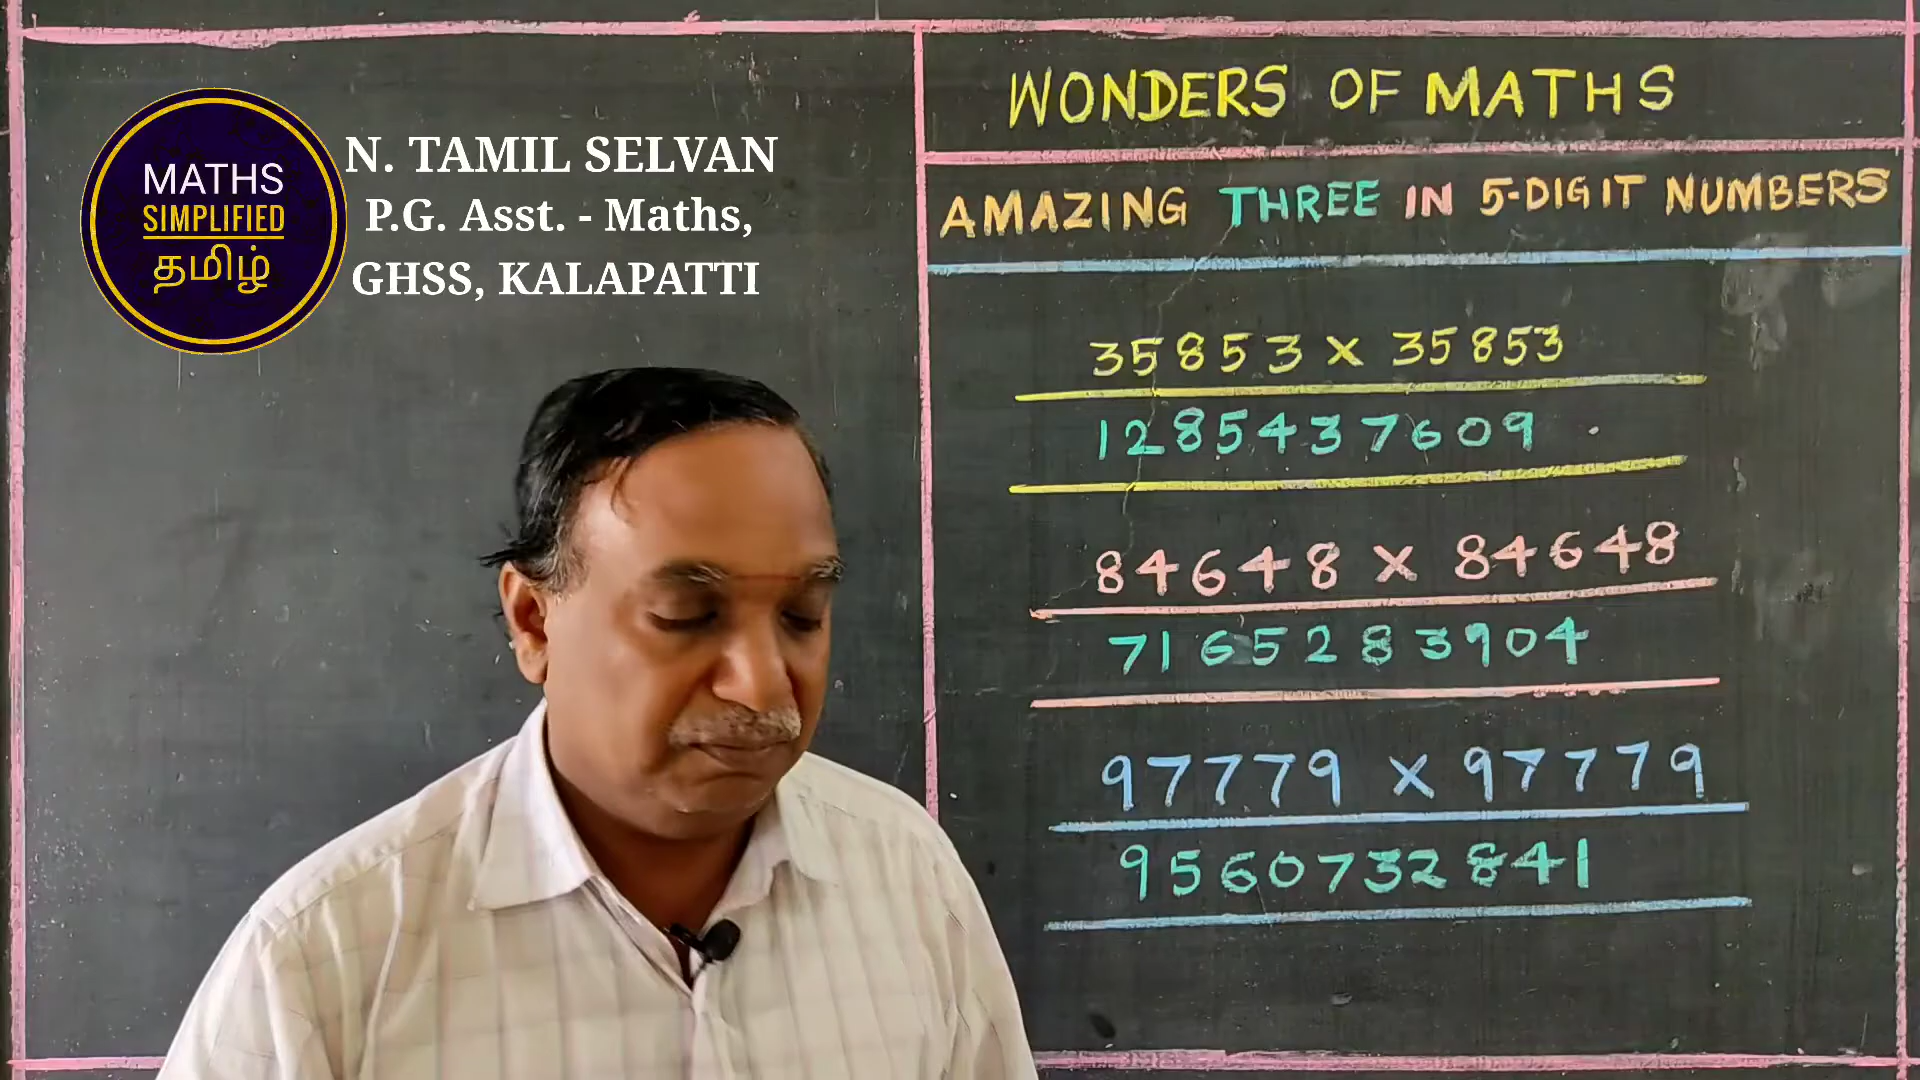 MATHS
SIMPLIFIED
தமிழ்
N. TAMIL SELVAN
P.G. Asst. - Maths,
GHSS, KALAPATTI
WONDERS OF MATHS
AMAZING THREE IN 5-DIGIT NUMBERS
35853 x 35853
1285437609
84648 x 84648
7165283904
97779 x 97779
9560732841